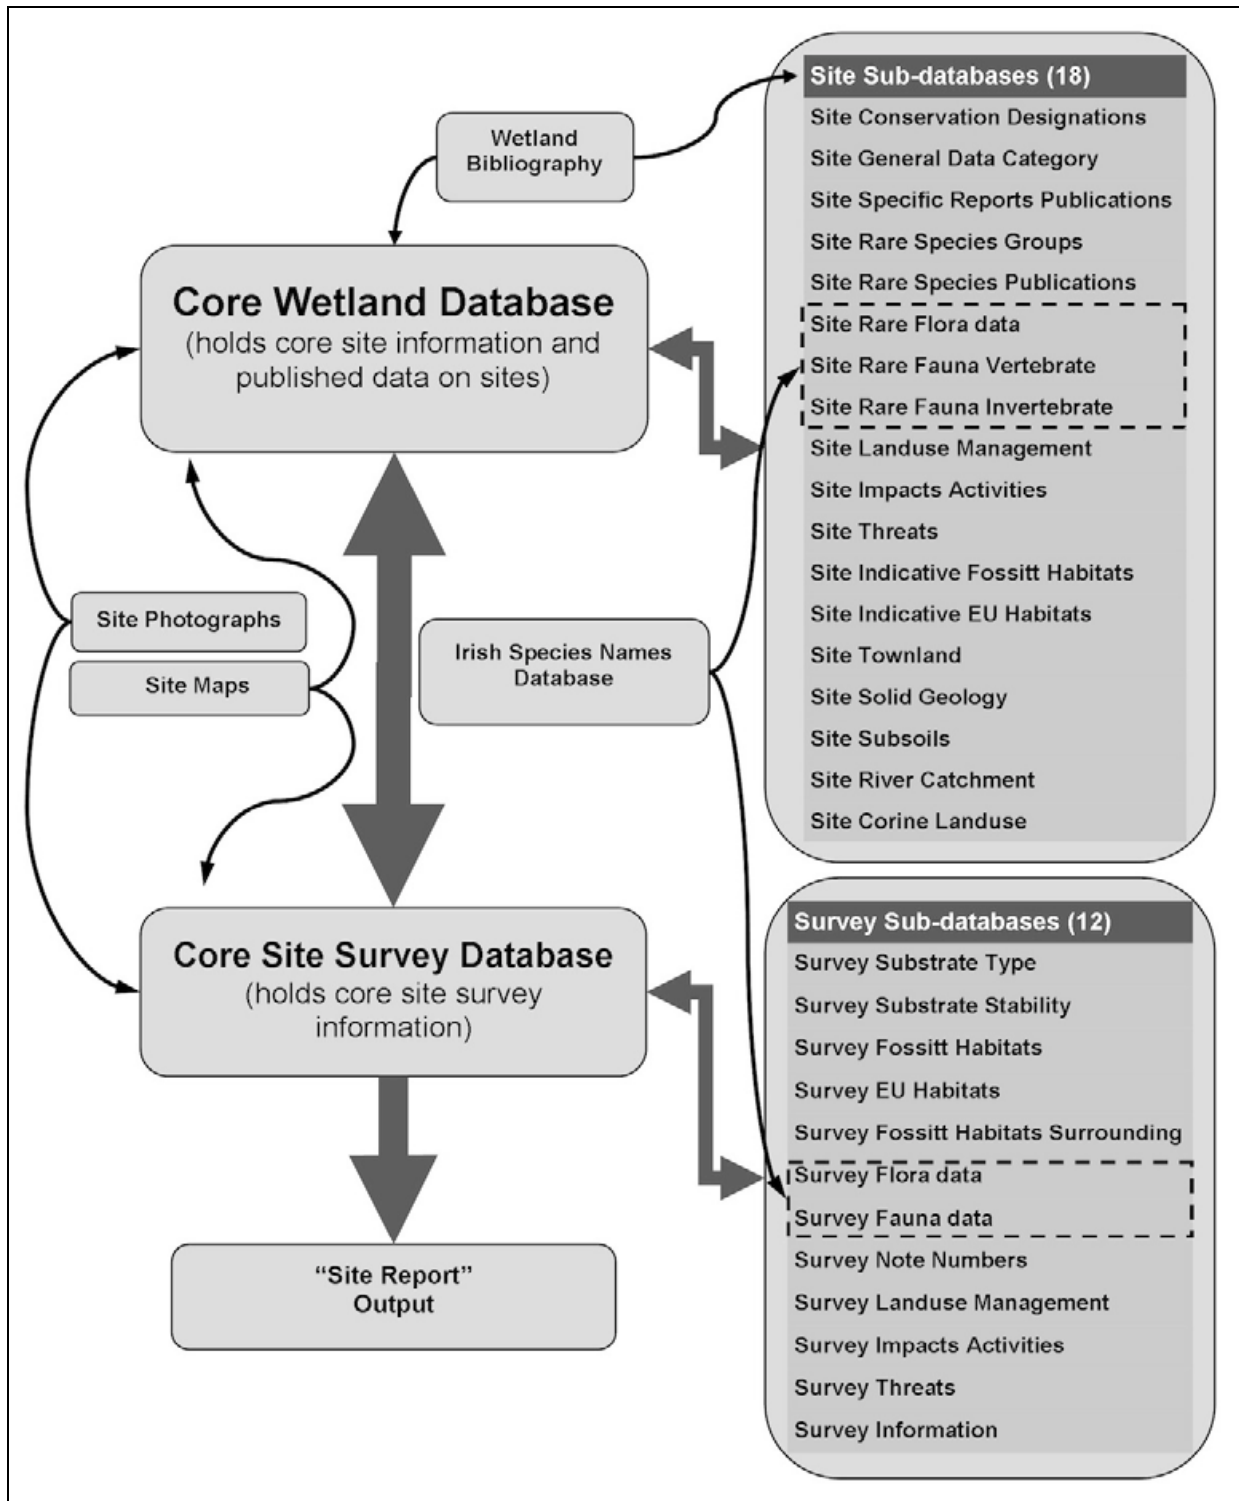 Wetland
Bibliography
Core Wetland Database
(holds core site information and
published data on sites)
Site Photographs
Site Maps
Irish Species Names
Database
Core Site Survey Database
(holds core site survey
information)
“Site Report”
Output
Site Sub-databases (18)
Site Conservation Designations
Site General Data Category
Site Specific Reports Publications
Site Rare Species Groups
Site Rare Species Publications
Site Rare Flora data
Site Rare Fauna Vertebrate
Site Rare Fauna Invertebrate
Site Landuse Management
Site Impacts Activities
Site Threats
Site Indicative Fossitt Habitats
Site Indicative EU Habitats
Site Townland
Site Solid Geology
Site Subsoils
Site River Catchment
Site Corine Landuse
Survey Sub-databases (12)
Survey Substrate Type
Survey Substrate Stability
Survey Fossitt Habitats
Survey EU Habitats
Survey Fossitt Habitats Surrounding
Survey Flora data
Survey Fauna data
Survey Note Numbers
Survey Landuse Management
Survey Impacts Activities
Survey Threats
Survey Information